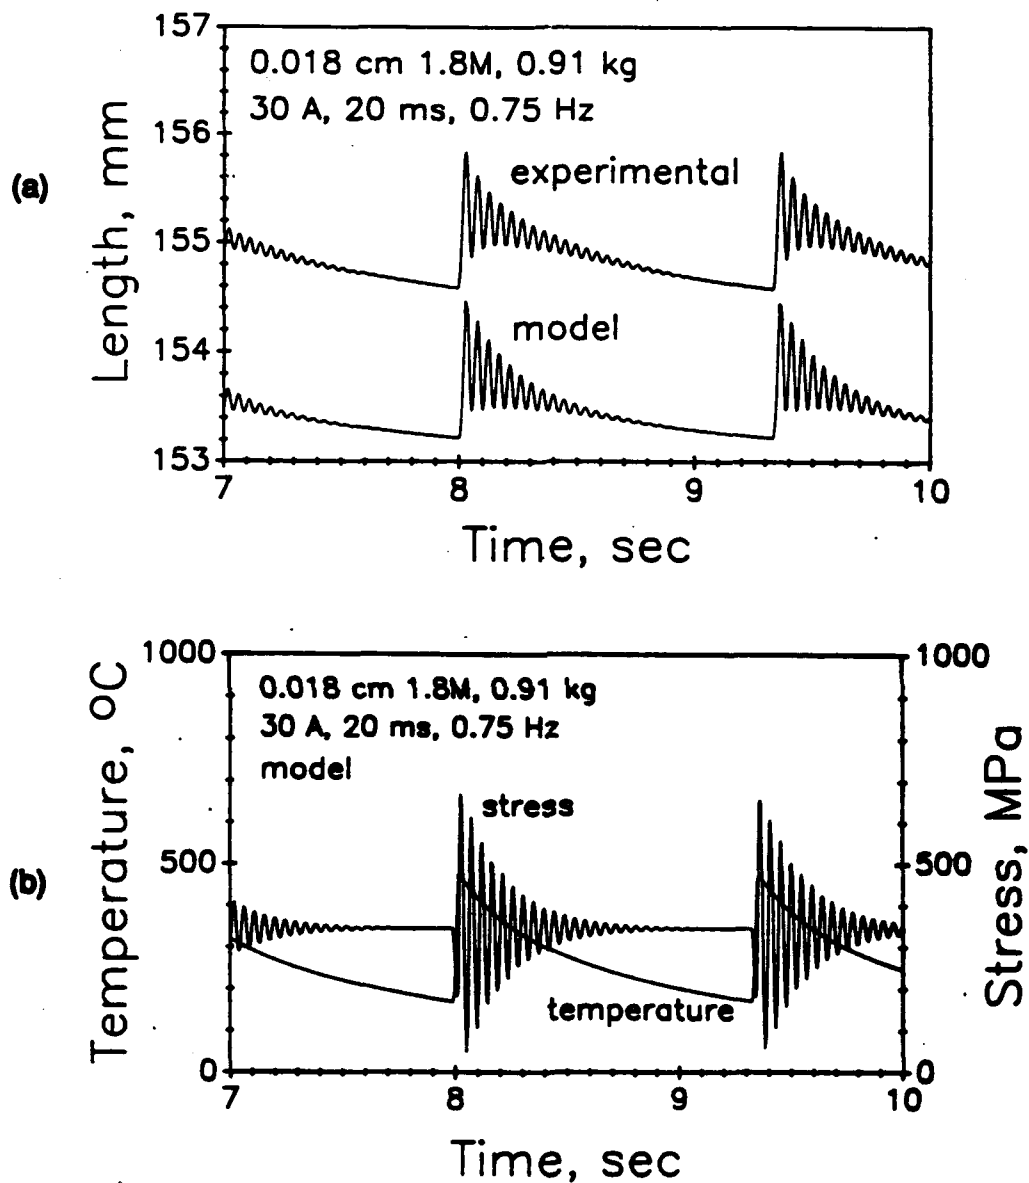 (a)
Length, mm
157
156
155
154
153
0.018 cm 1.8M, 0.91 kg
30 A, 20 ms, 0.75 Hz
experimental
model
7 8 9 10
Time, sec
(b)
Temperature, °C
1000
500
0
0.018 cm 1.8M, 0.91 kg
30 A, 20 ms, 0.75 Hz
model
stress
temperature
1000
500
0
Stress, MPa
7 8 9 10
Time, sec